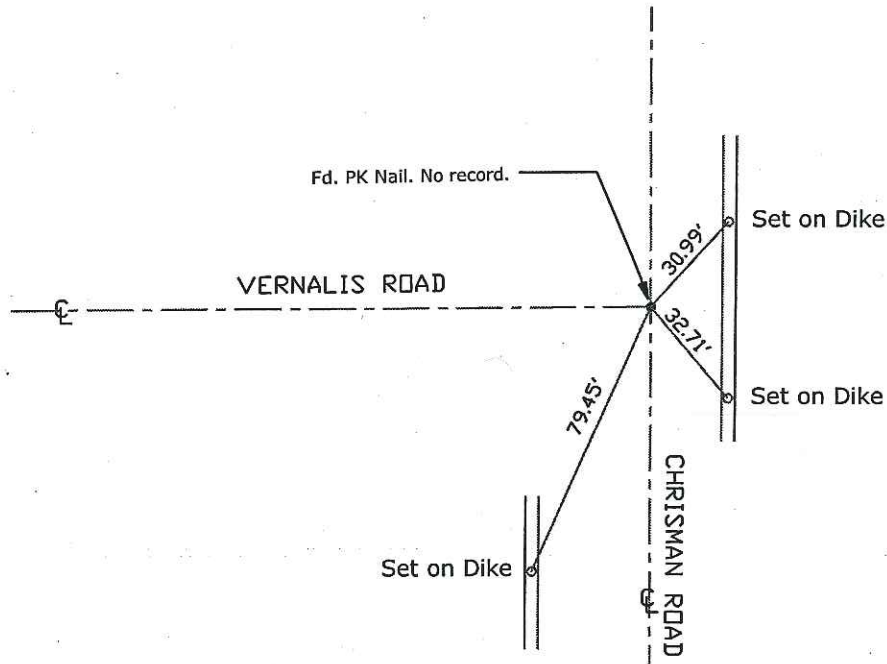 Fd. PK Nail. No record.
30.99'
Set on Dike
VERNALIS ROAD
℄
32.71'
Set on Dike
79.45'
CHRISMAN ROAD
Set on Dike
℄